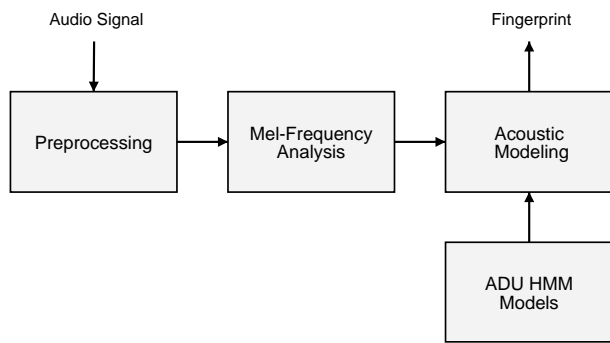 Audio Signal
Fingerprint
Preprocessing
Mel-Frequency
Analysis
Acoustic
Modeling
ADU HMM
Models